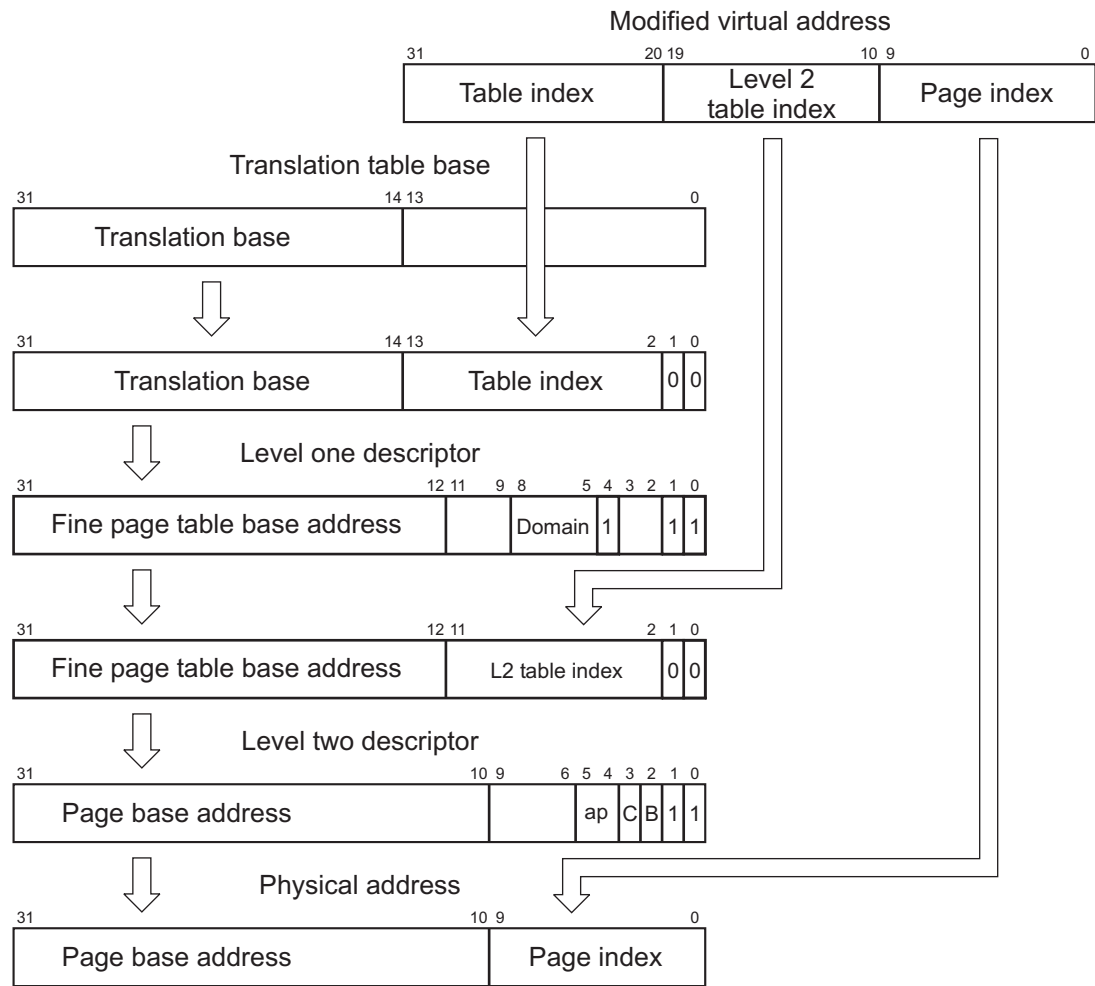 Modified virtual address
31 20 19 10 9 0
Table index Level 2 table index Page index
Translation table base
31 14 13 0
Translation base
31 14 13 2 1 0
Translation base Table index 0 0
Level one descriptor
31 12 11 9 8 5 4 3 2 1 0
Fine page table base address Domain 1 1 1
31 12 11 2 1 0
Fine page table base address L2 table index 0 0
Level two descriptor
31 10 9 6 5 4 3 2 1 0
Page base address ap C B 1 1
Physical address
31 10 9 0
Page base address Page index